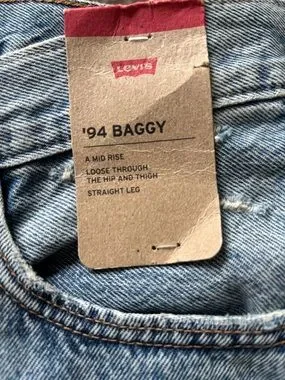 LEVI'S
'94 BAGGY
A MID RISE
LOOSE THROUGH
THE HIP AND THIGH
STRAIGHT LEG